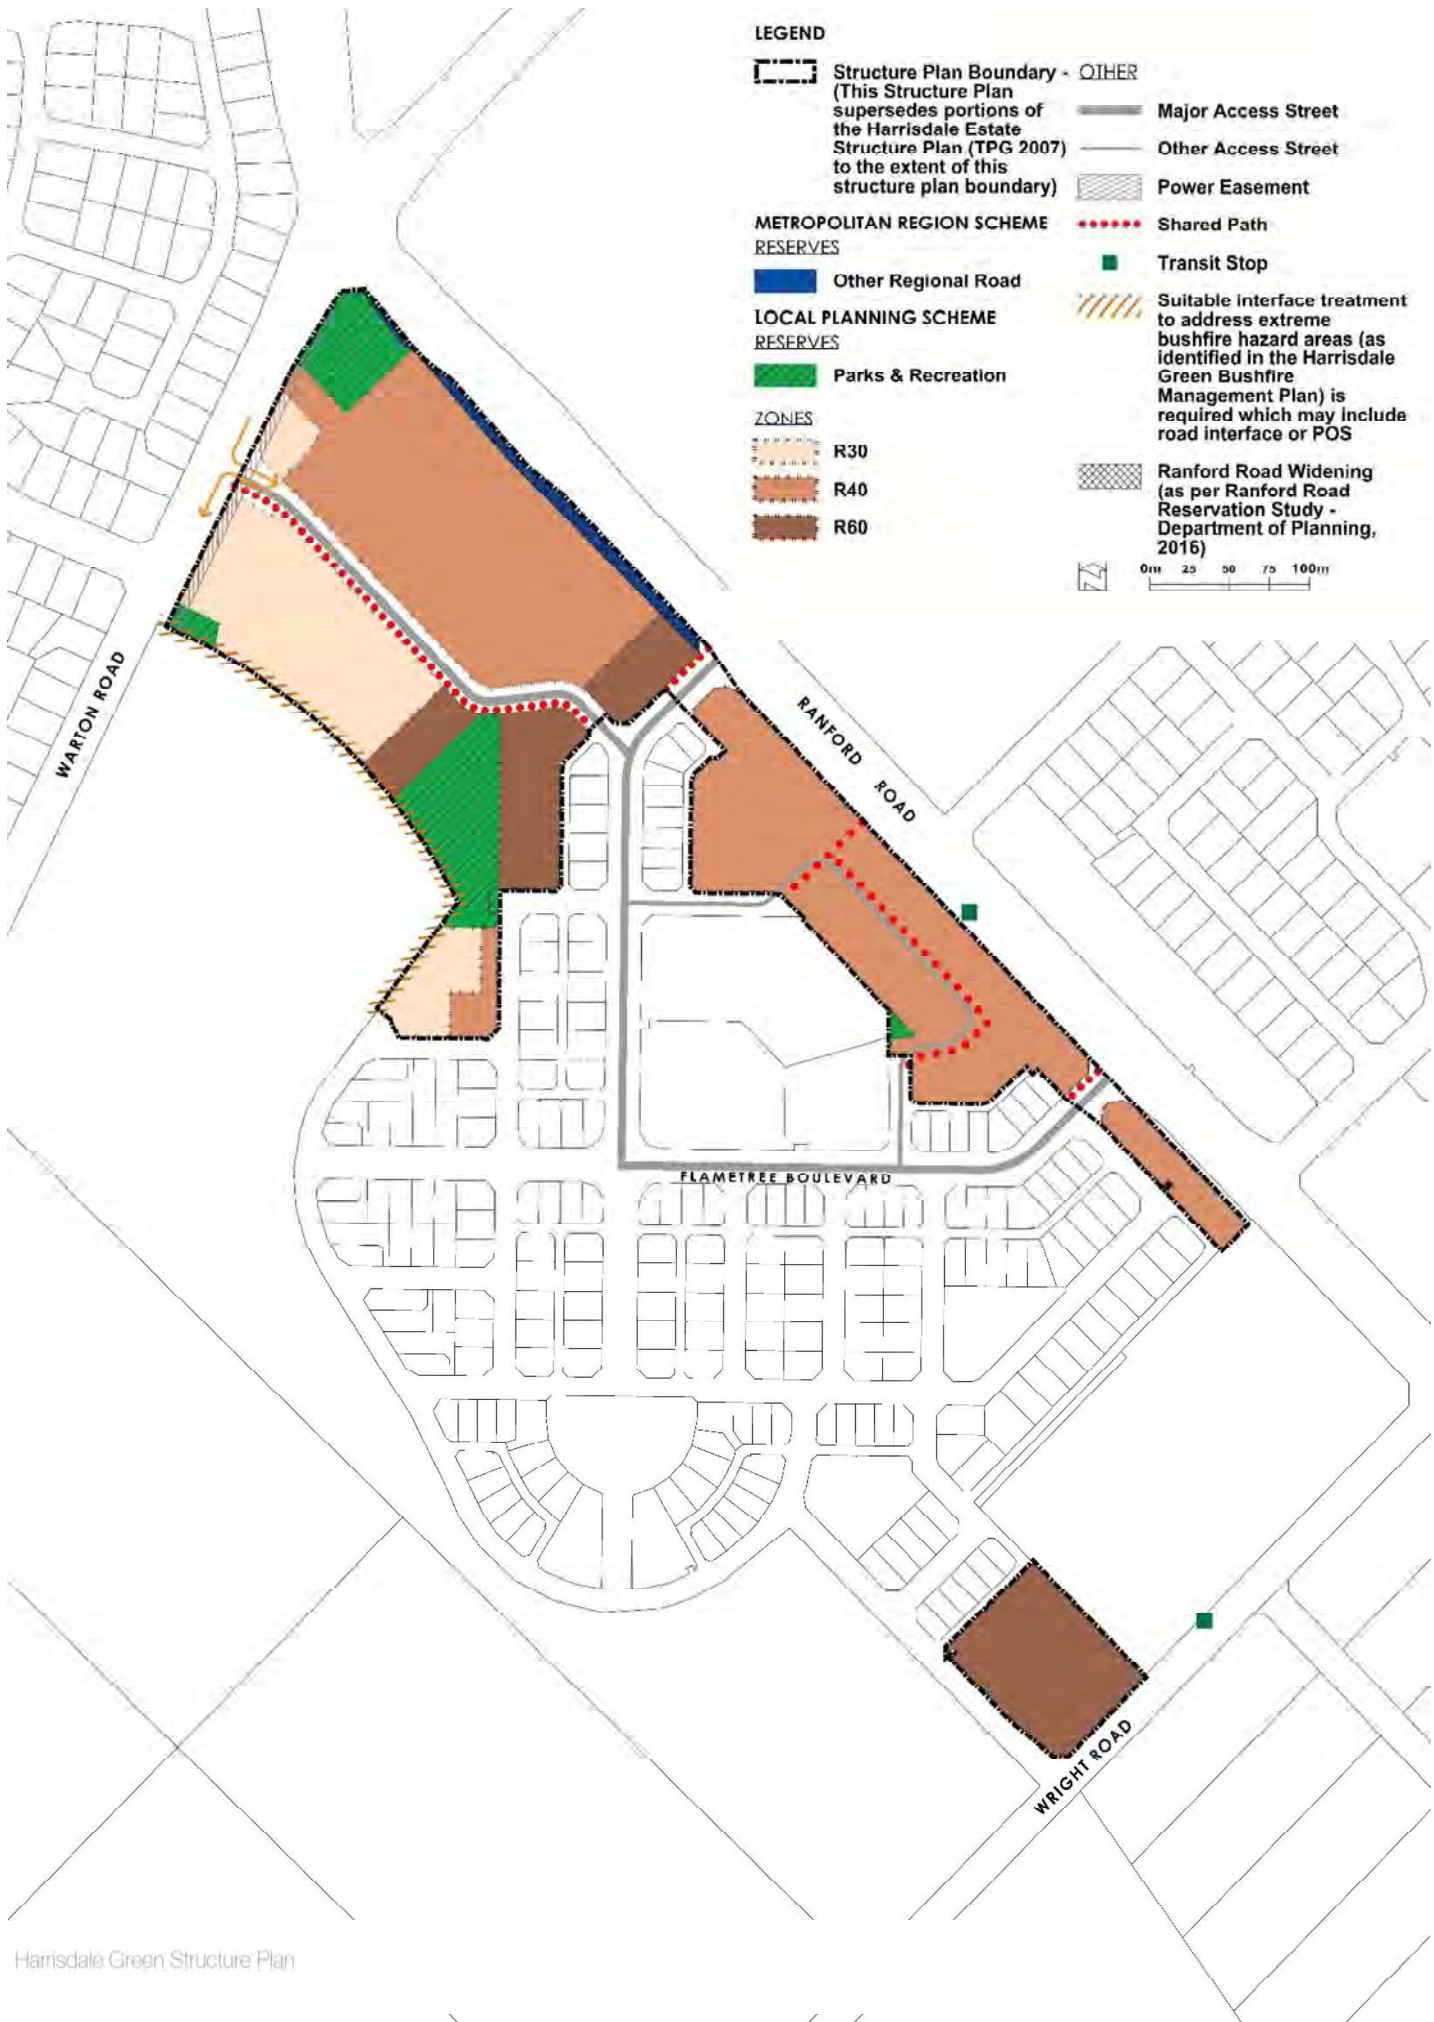 LEGEND
Structure Plan Boundary -
(This Structure Plan
supersedes portions of
the Harrisdale Estate
Structure Plan (TPG 2007)
to the extent of this
structure plan boundary)
METROPOLITAN REGION SCHEME
RESERVES
Other Regional Road
LOCAL PLANNING SCHEME
RESERVES
Parks & Recreation
ZONES
R30
R40
R60
OTHER
Major Access Street
Other Access Street
Power Easement
Shared Path
Transit Stop
Suitable interface treatment
to address extreme
bushfire hazard areas (as
identified in the Harrisdale
Green Bushfire
Management Plan) is
required which may include
road interface or POS
Ranford Road Widening
(as per Ranford Road
Reservation Study -
Department of Planning,
2016)
N
0m 25 50 75 100m
WARTON ROAD
RANFORD ROAD
FLAMETREE BOULEVARD
WRIGHT ROAD
Harrisdale Green Structure Plan